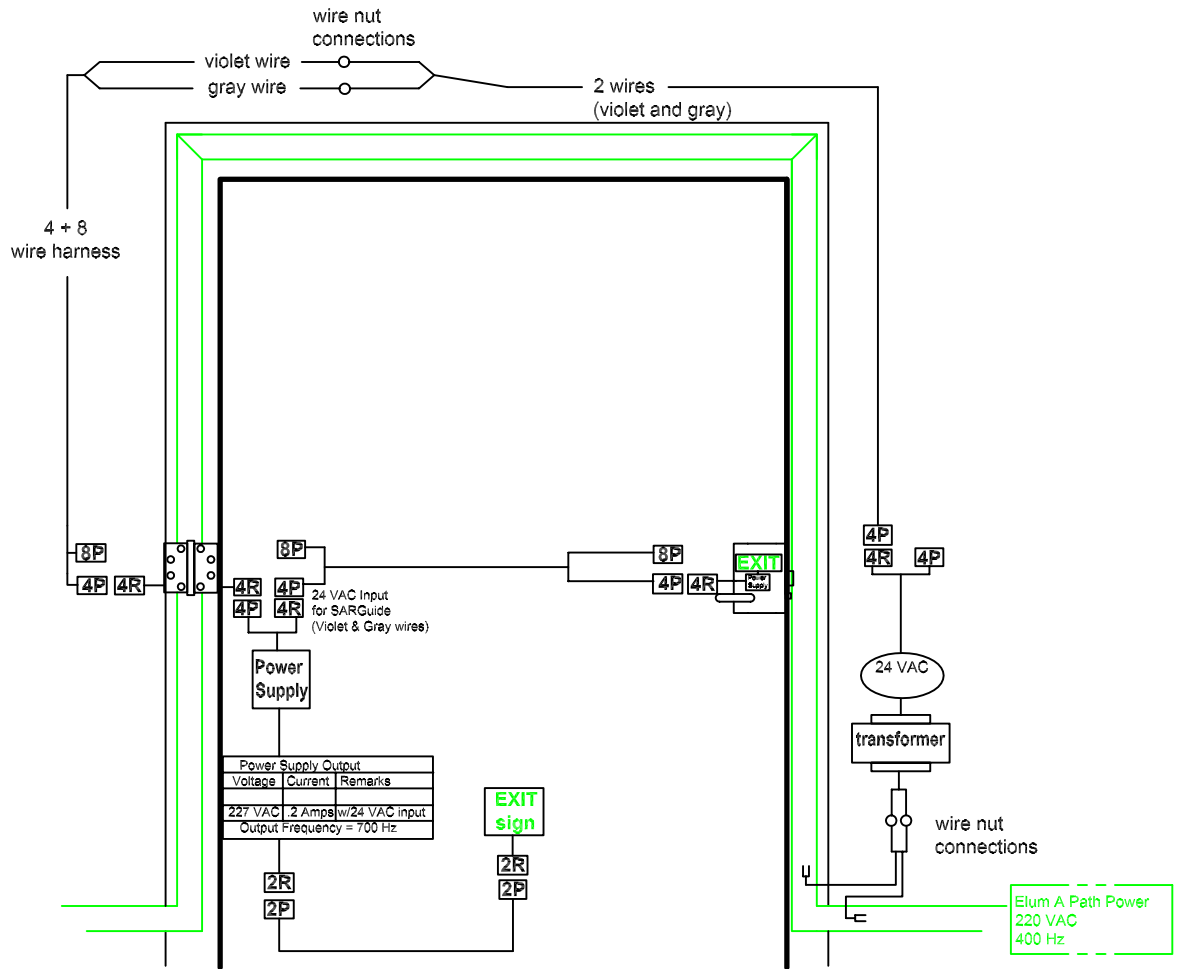 wire nut
connections
violet wire
gray wire
2 wires
(violet and gray)
4 + 8
wire harness
8P
4P 4R
8P
4R 4P
4P 4R
24 VAC Input
for SARGuide
(Violet & Gray wires)
8P
4P 4R
EXIT
Power
Supply
4P
4R 4P
24 VAC
transformer
wire nut
connections
Power
Supply
Power Supply Output
Voltage Current Remarks
227 VAC .2 Amps w/24 VAC input
Output Frequency = 700 Hz
EXIT
sign
2R
2P
2R
2P
Elum A Path Power
220 VAC
400 Hz